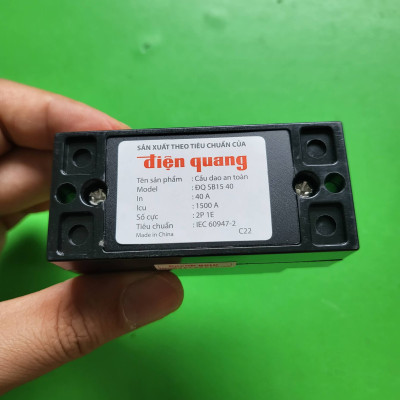 SẢN XUẤT THEO TIÊU CHUẨN CỦA
điện quang
Tên sản phẩm : Cầu dao an toàn
Model : ĐQ SB15 40
In : 40 A
Icu : 1500 A
Số cực : 2P 1E
Tiêu chuẩn : IEC 60947-2
Made in China
C22